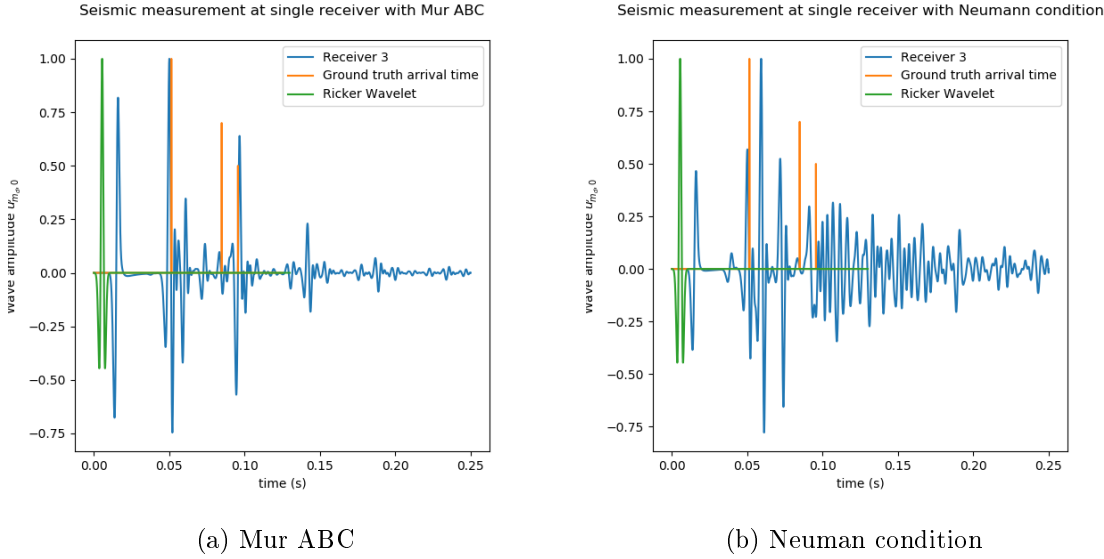 Seismic measurement at single receiver with Mur ABC
Receiver 3
Ground truth arrival time
Ricker Wavelet
1.00
0.75
0.50
0.25
0.00
−0.25
−0.50
−0.75
0.00
0.05
0.10
0.15
0.20
0.25
time (s)
(a) Mur ABC
Seismic measurement at single receiver with Neumann condition
Receiver 3
Ground truth arrival time
Ricker Wavelet
1.00
0.75
0.50
0.25
0.00
−0.25
−0.50
−0.75
0.00
0.05
0.10
0.15
0.20
0.25
time (s)
(b) Neuman condition